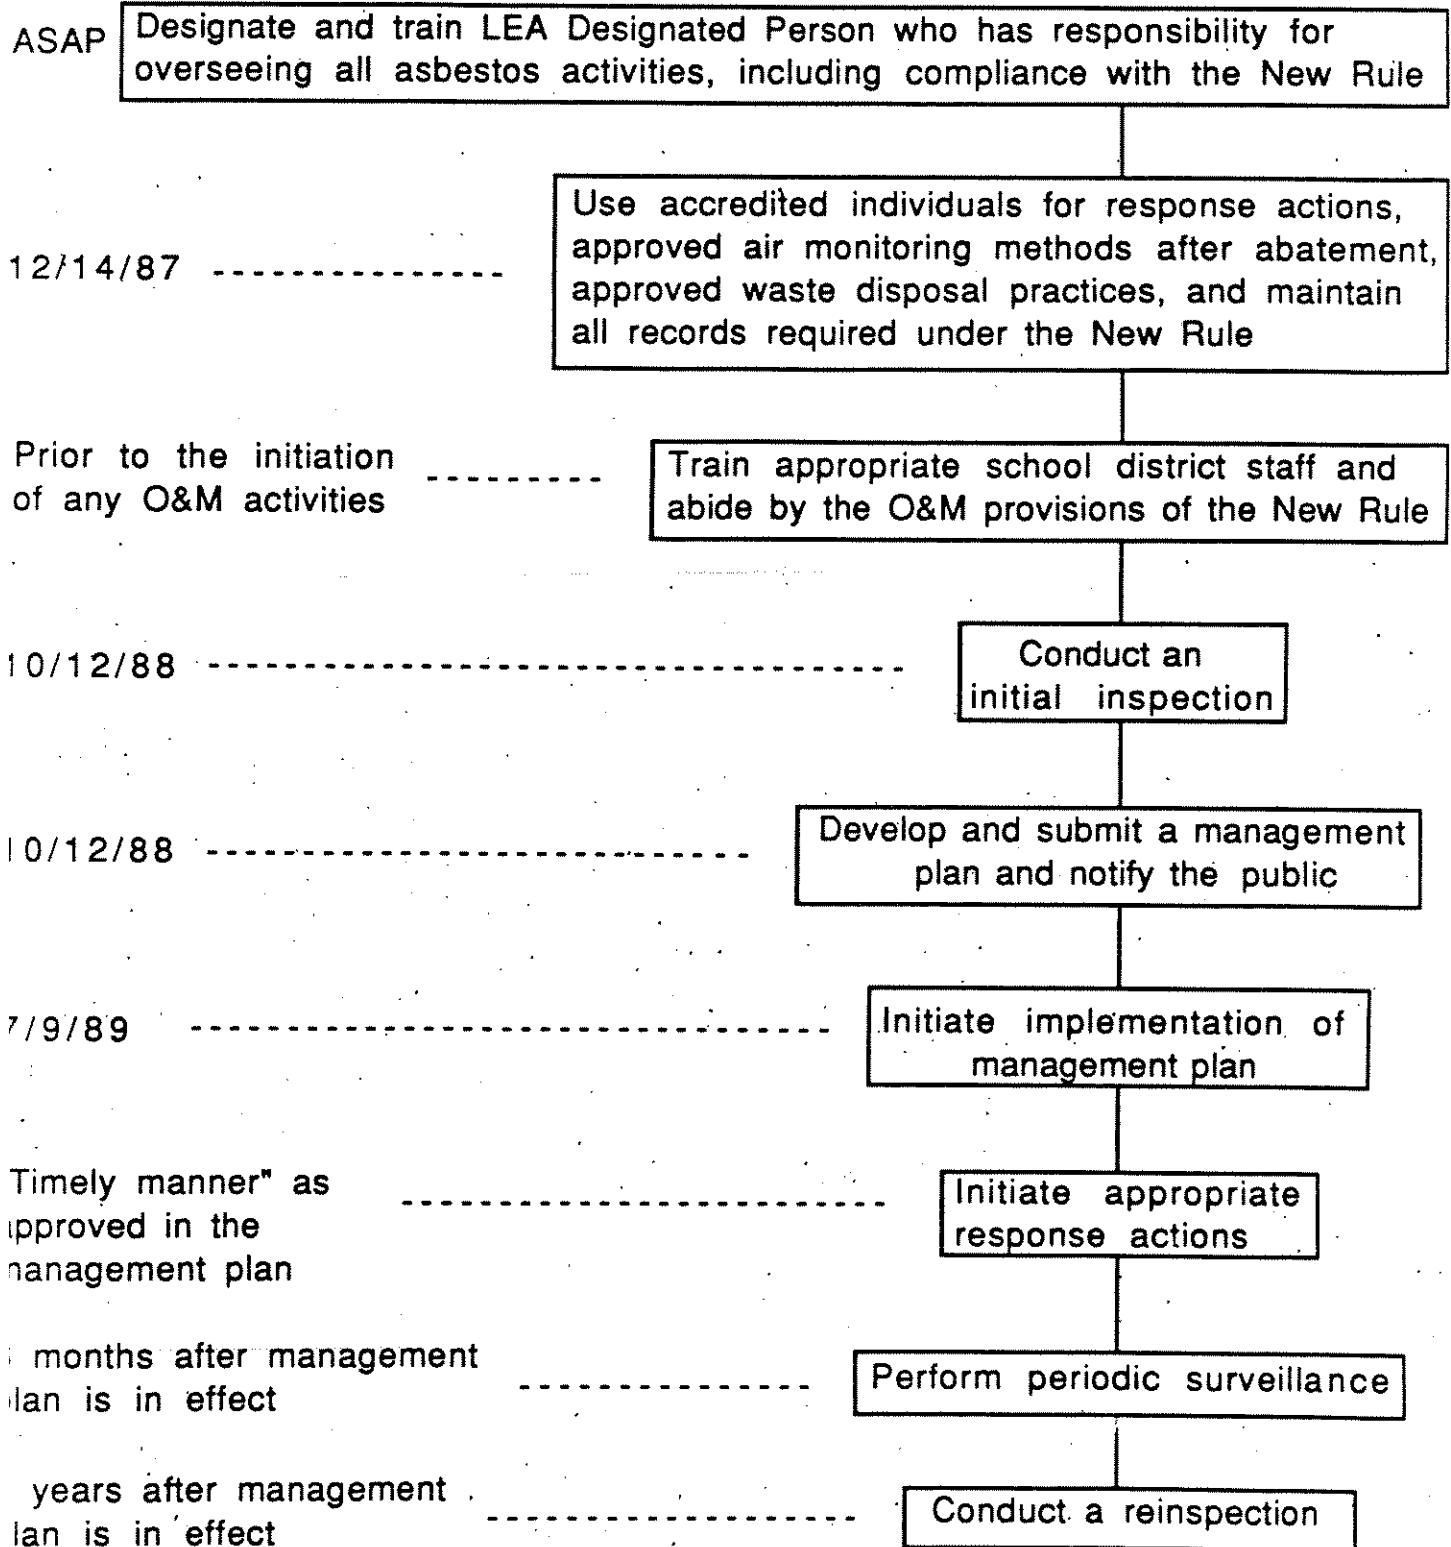 ASAP
Designate and train LEA Designated Person who has responsibility for
overseeing all asbestos activities, including compliance with the New Rule
12/14/87
Use accredited individuals for response actions,
approved air monitoring methods after abatement,
approved waste disposal practices, and maintain
all records required under the New Rule
Prior to the initiation
of any O&M activities
Train appropriate school district staff and
abide by the O&M provisions of the New Rule
10/12/88
Conduct an
initial inspection
10/12/88
Develop and submit a management
plan and notify the public
7/9/89
Initiate implementation of
management plan
Timely manner" as
approved in the
management plan
Initiate appropriate
response actions
months after management
plan is in effect
Perform periodic surveillance
years after management
plan is in effect
Conduct a reinspection